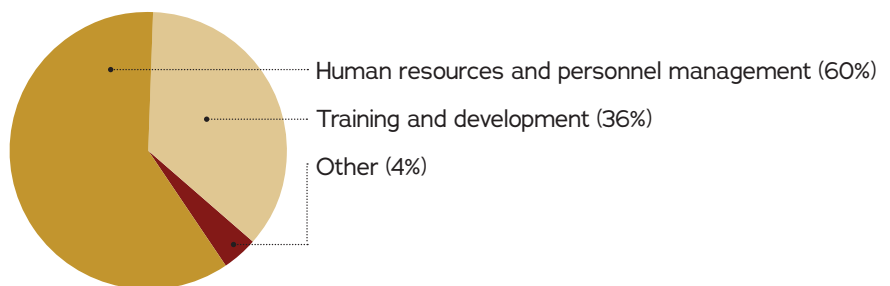 Human resources and personnel management (60%)
Training and development (36%)
Other (4%)